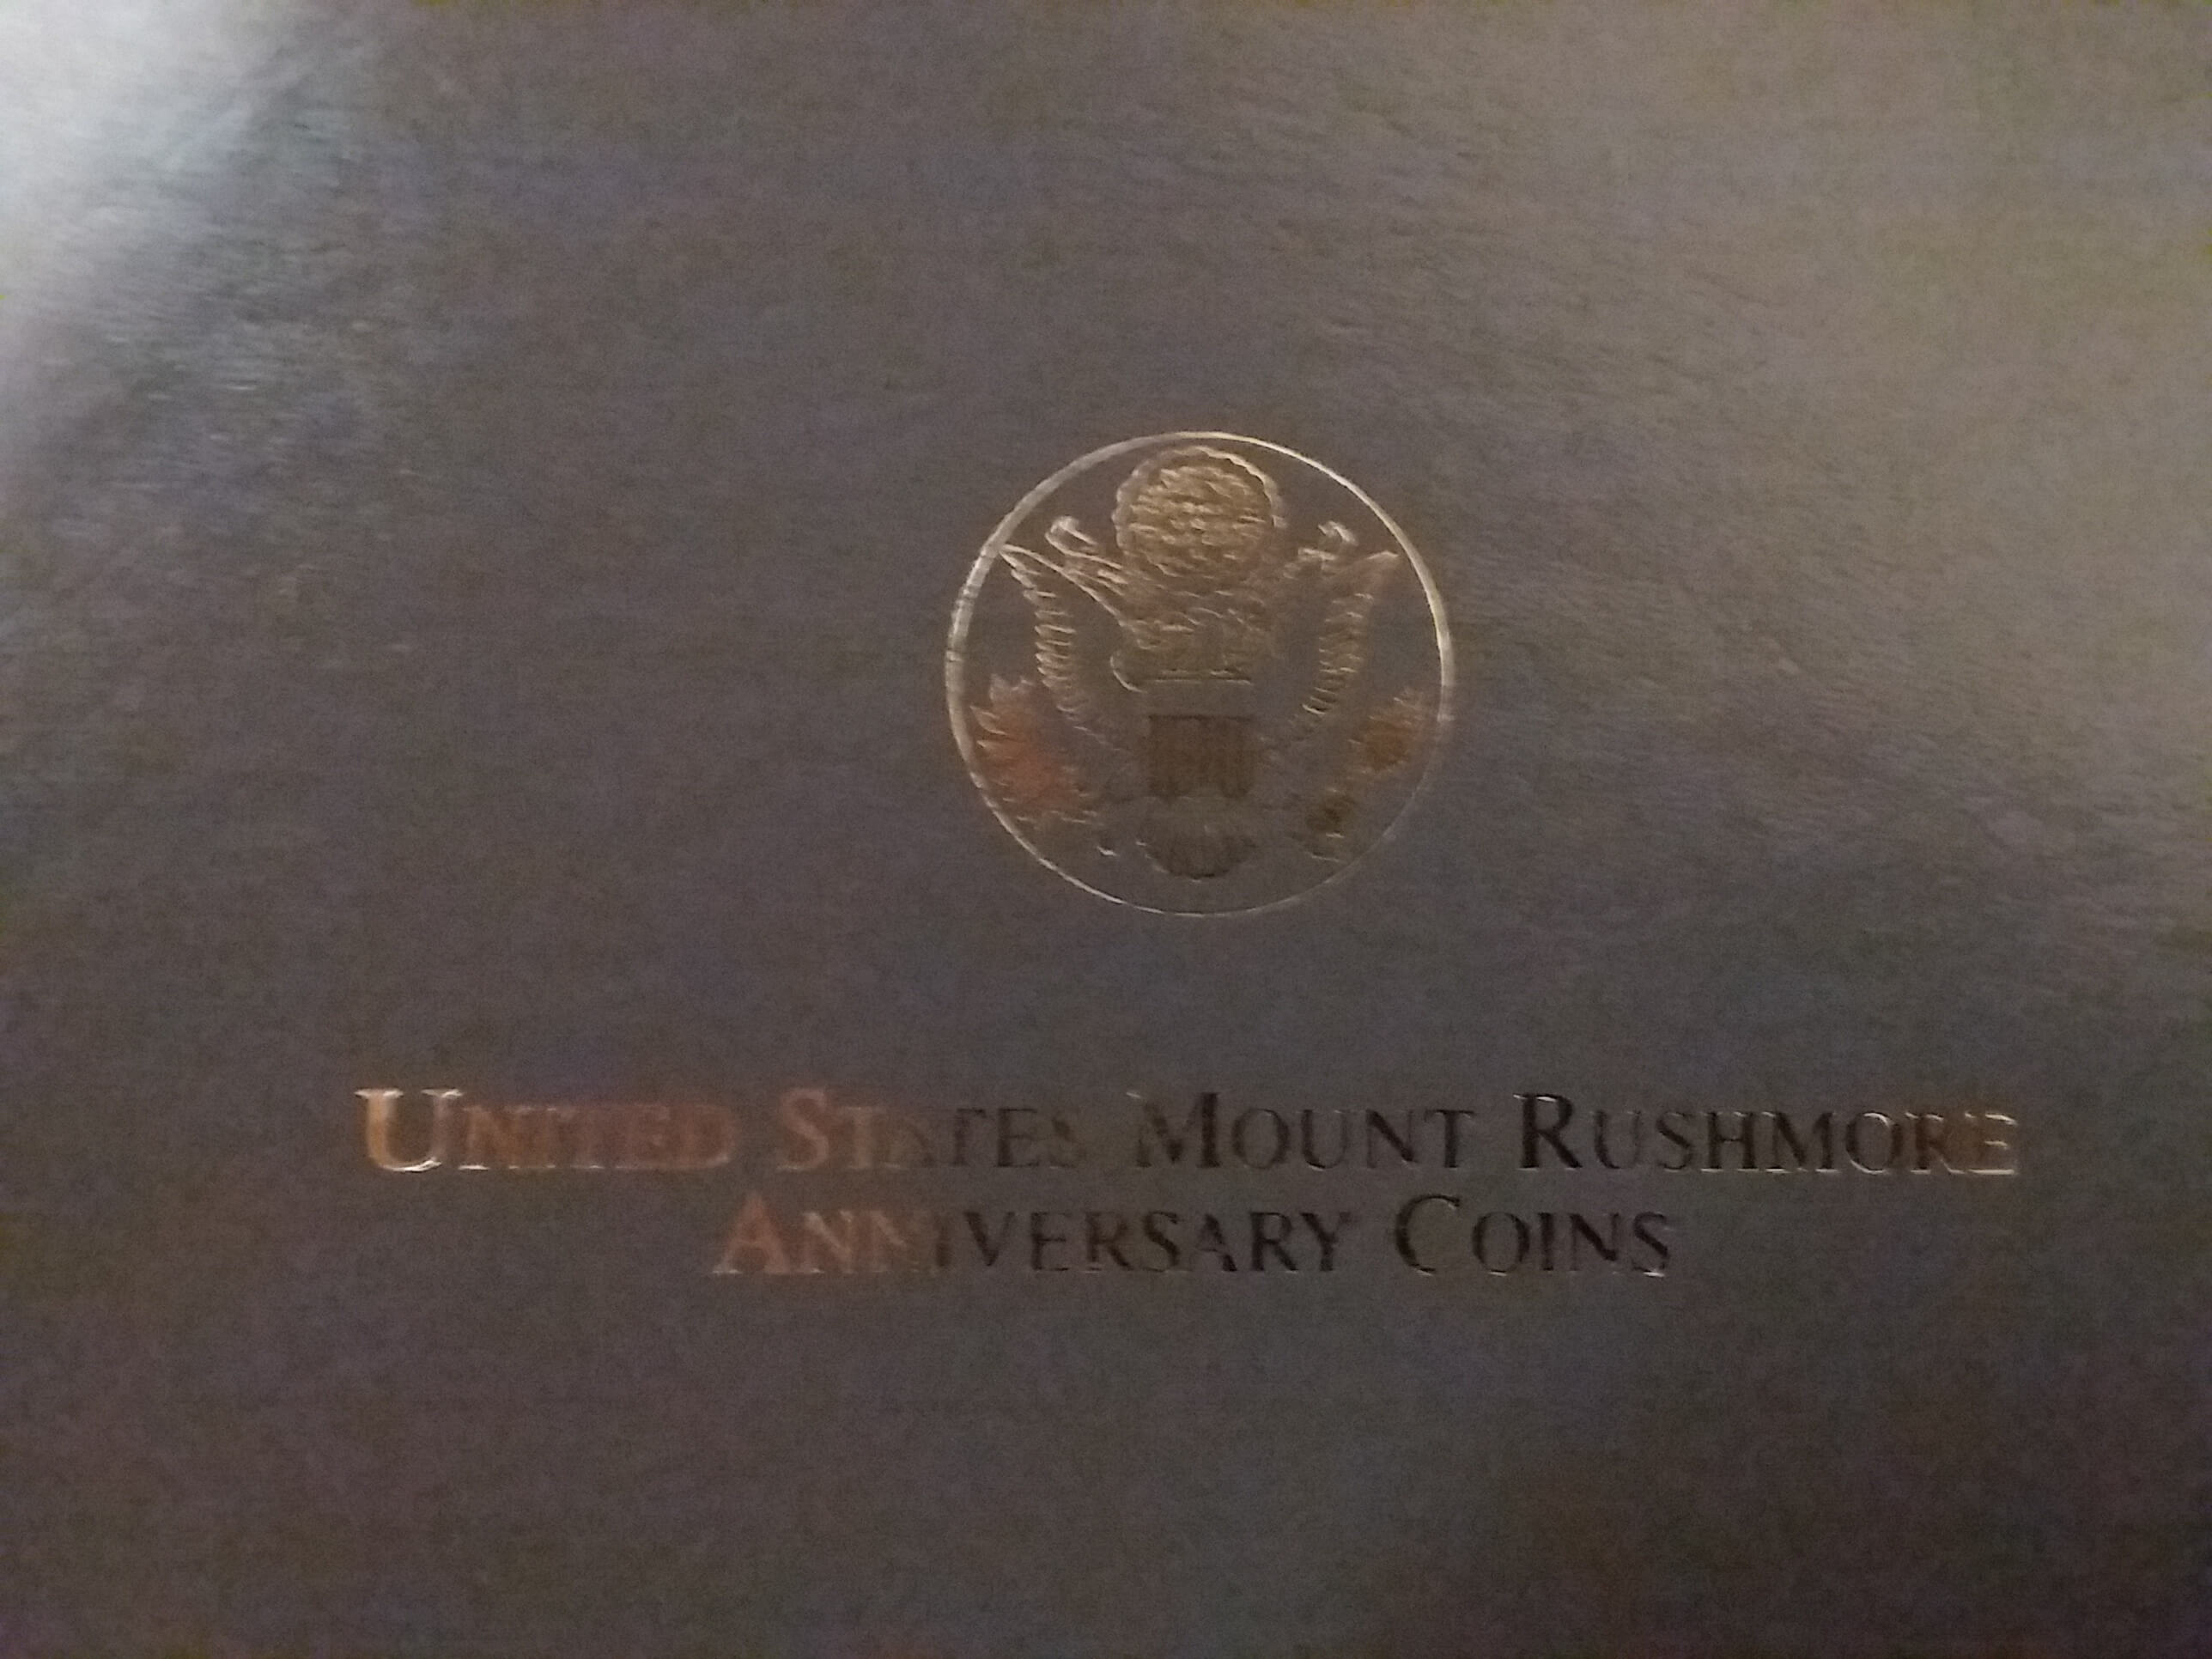 UNITED STATES MOUNT RUSHMORE
ANNIVERSARY COINS